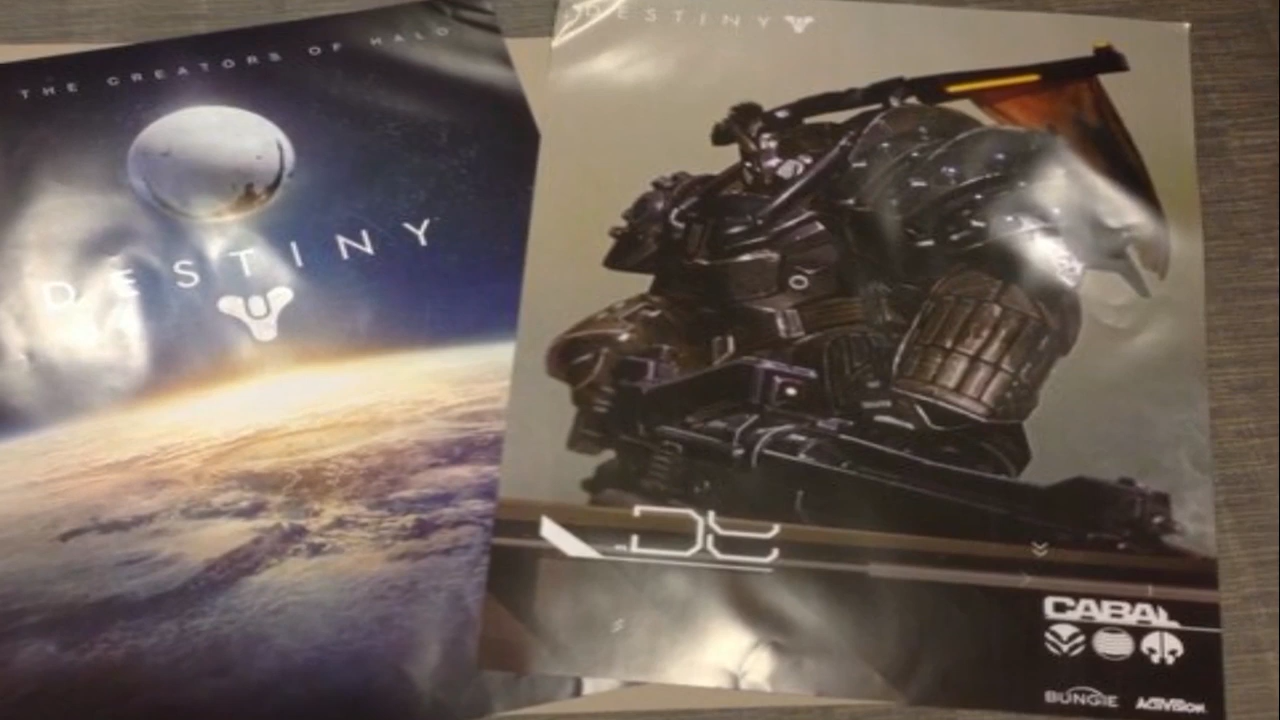 THE CREATORS OF HALO
DESTINY
DESTINY
CABAL
BUNGIE
ACTIVISION